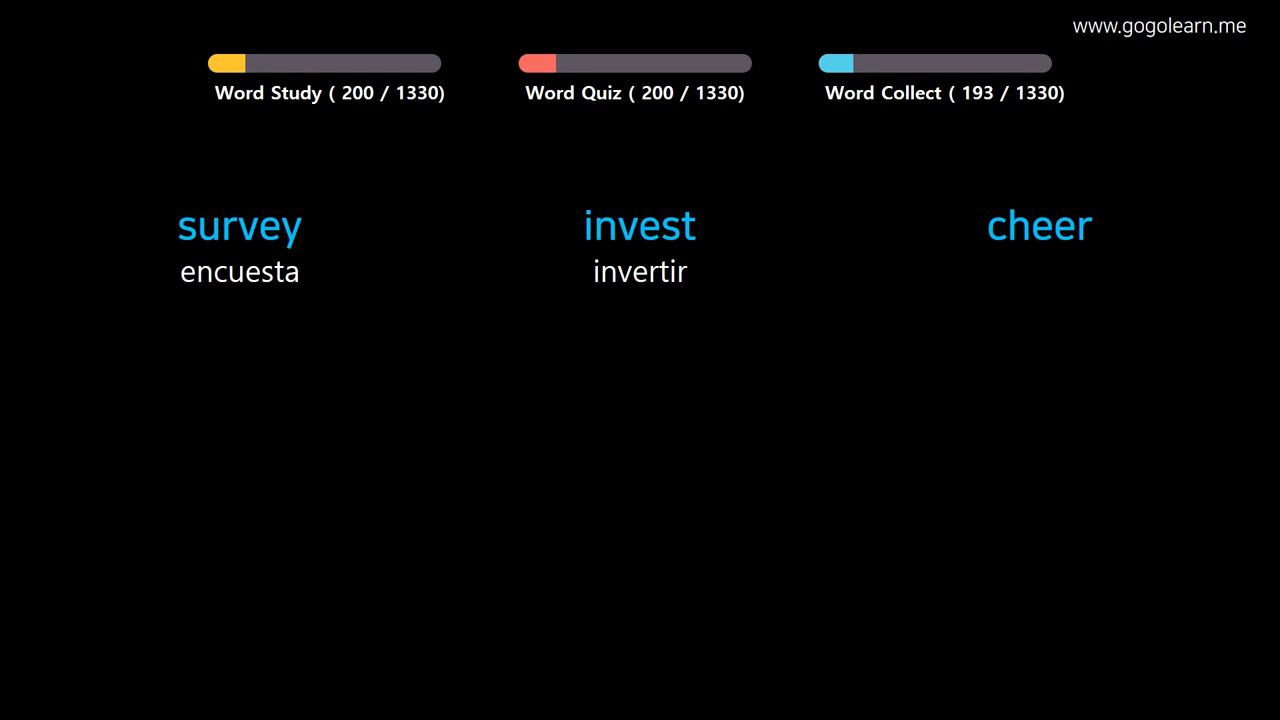 www.gogolearn.me
Word Study ( 200 / 1330)
Word Quiz ( 200 / 1330)
Word Collect ( 193 / 1330)
survey
encuesta
invest
invertir
cheer